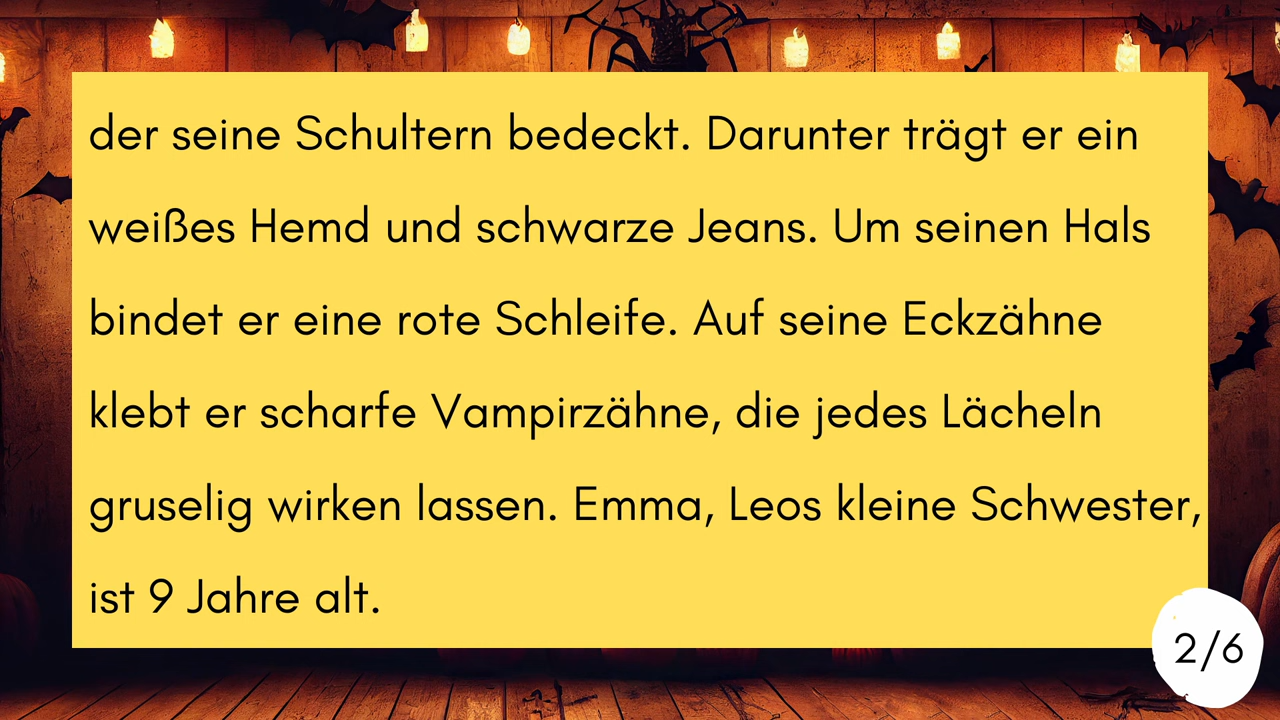 der seine Schultern bedeckt. Darunter trägt er ein
weißes Hemd und schwarze Jeans. Um seinen Hals
bindet er eine rote Schleife. Auf seine Eckzähne
klebt er scharfe Vampirzähne, die jedes Lächeln
gruselig wirken lassen. Emma, Leos kleine Schwester,
ist 9 Jahre alt.
2/6